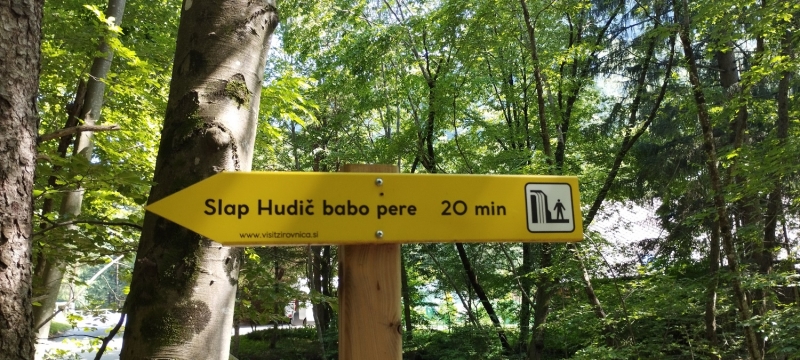 Slap Hudič babo pere 20 min
www.visitzirovnica.si